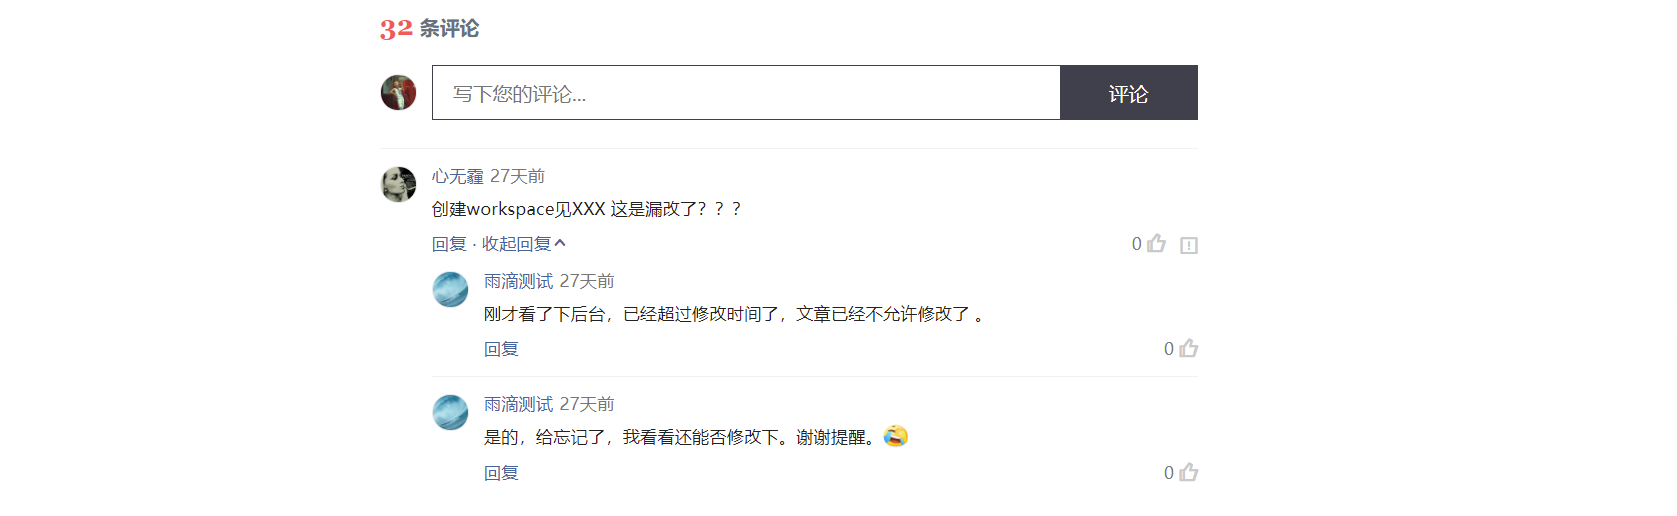 32 条评论
写下您的评论... 评论
心无霾 27天前
创建workspace见XXX 这是漏改了？？？
回复 · 收起回复 0
雨滴测试 27天前
刚才看了下后台，已经超过修改时间了，文章已经不允许修改了 。
回复 0
雨滴测试 27天前
是的，给忘记了，我看看还能否修改下。谢谢提醒。🤣
回复 0